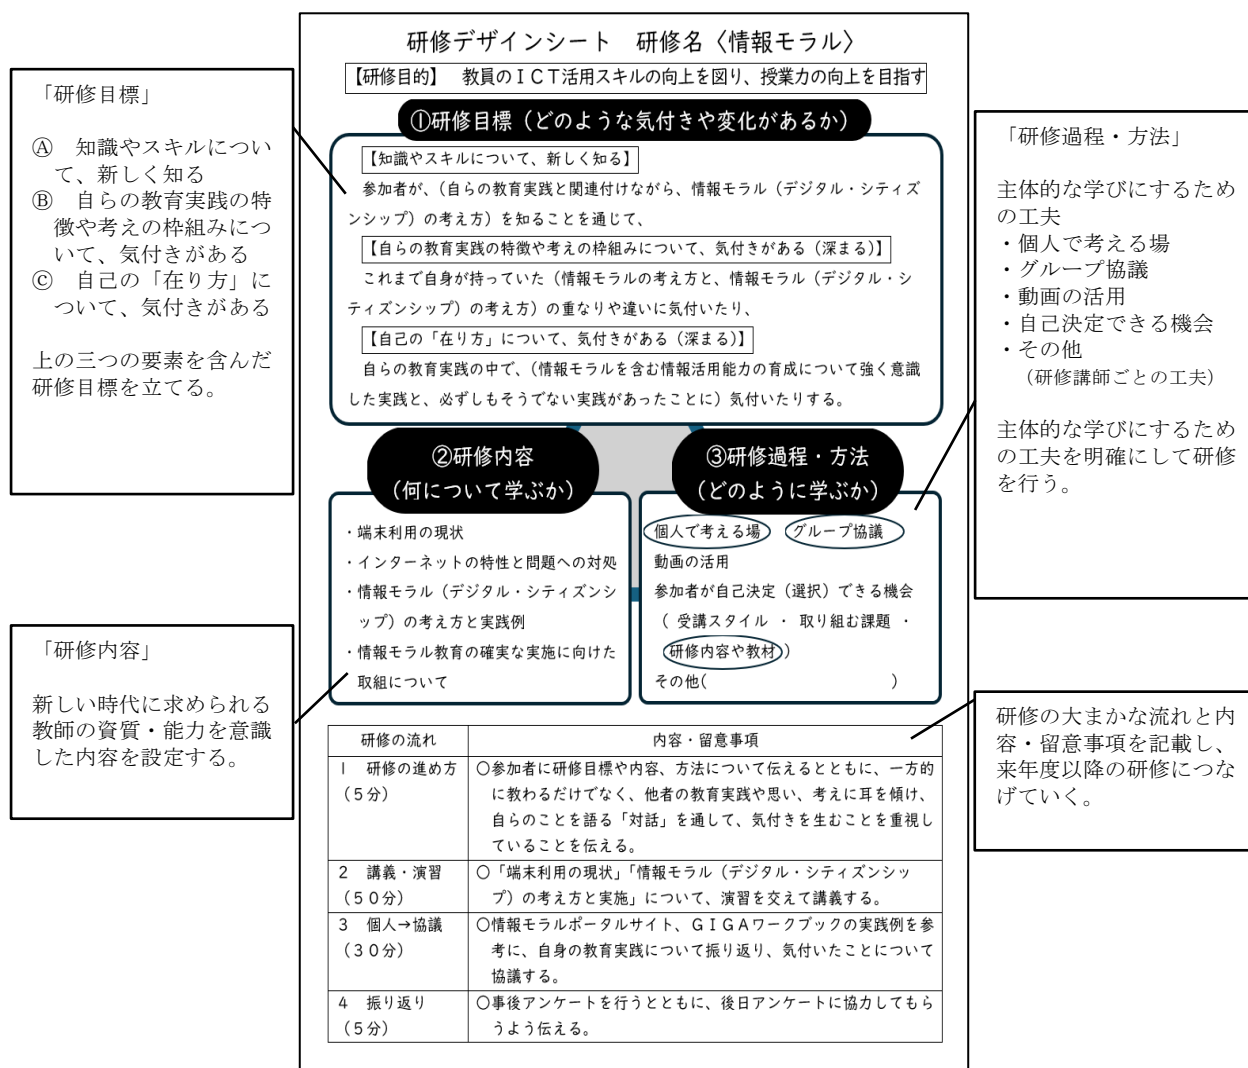 研修デザインシート　研修名〈情報モラル〉
【研修目的】　教員のＩＣＴ活用スキルの向上を図り、授業力の向上を目指す
「研修目標」
Ⓐ　知識やスキルについ
て、新しく知る
Ⓑ　自らの教育実践の特
徴や考えの枠組みにつ
いて、気付きがある
Ⓒ　自己の「在り方」に
ついて、気付きがある
上の三つの要素を含んだ
研修目標を立てる。
①研修目標（どのような気付きや変化があるか）
【知識やスキルについて、新しく知る】
参加者が、（自らの教育実践と関連付けながら、情報モラル（デジタル・シティズ
ンシップ）の考え方）を知ることを通じて、
【自らの教育実践の特徴や考えの枠組みについて、気付きがある（深まる）】
これまで自身が持っていた（情報モラルの考え方と、情報モラル（デジタル・シ
ティズンシップ）の考え方）の重なりや違いに気付いたり、
【自己の「在り方」について、気付きがある（深まる）】
自らの教育実践の中で、（情報モラルを含む情報活用能力の育成について強く意識
した実践と、必ずしもそうでない実践があったことに）気付いたりする。
「研修過程・方法」
主体的な学びにするため
の工夫
・個人で考える場
・グループ協議
・動画の活用
・自己決定できる機会
・その他
（研修講師ごとの工夫）
主体的な学びにするため
の工夫を明確にして研修
を行う。
②研修内容
（何について学ぶか）
・端末利用の現状
・インターネットの特性と問題への対処
・情報モラル（デジタル・シティズンシ
ップ）の考え方と実践例
・情報モラル教育の確実な実施に向けた
取組について
③研修過程・方法
（どのように学ぶか）
個人で考える場　グループ協議
動画の活用
参加者が自己決定（選択）できる機会
（ 受講スタイル ・ 取り組む課題 ・
研修内容や教材）
その他(　　　　　　　　　　　　)
「研修内容」
新しい時代に求められる
教師の資質・能力を意識
した内容を設定する。
研修の大まかな流れと内
容・留意事項を記載し、
来年度以降の研修につな
げていく。
研修の流れ　内容・留意事項
１　研修の進め方
（５分）
〇参加者に研修目標や内容、方法について伝えるとともに、一方的
に教わるだけでなく、他者の教育実践や思い、考えに耳を傾け、
自らのことを語る「対話」を通して、気付きを生むことを重視し
ていることを伝える。
２　講義・演習
（５０分）
〇「端末利用の現状」「情報モラル（デジタル・シティズンシッ
プ）の考え方と実施」について、演習を交えて講義する。
３　個人→協議
（３０分）
〇情報モラルポータルサイト、ＧＩＧＡワークブックの実践例を参
考に、自身の教育実践について振り返り、気付いたことについて
協議する。
４　振り返り
（５分）
〇事後アンケートを行うとともに、後日アンケートに協力してもら
うよう伝える。